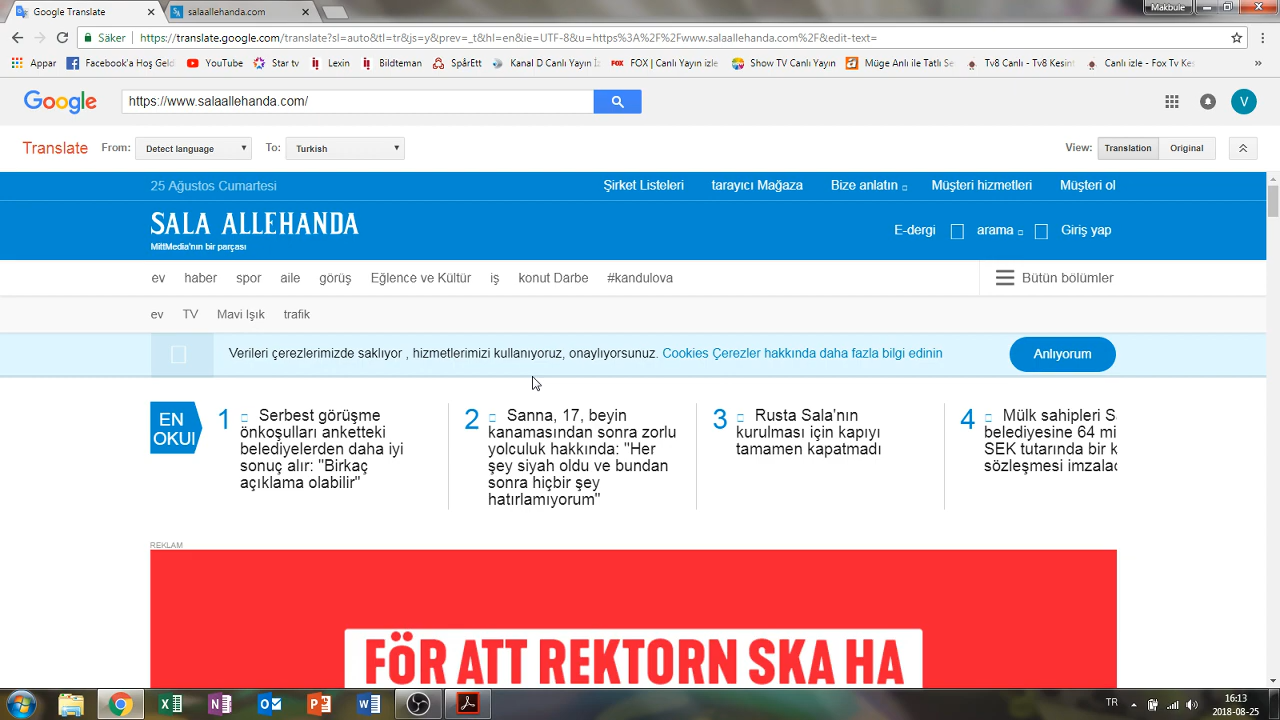 Google Translate
salaallehanda.com
Makbule
Säker
https://translate.google.com/translate?sl=auto&tl=tr&js=y&prev=_t&hl=en&ie=UTF-8&u=https%3A%2F%2Fwww.salaallehanda.com%2F&edit-text=
Appar
Facebook'a Hoş Geld
YouTube
Star tv
Lexin
Bildteman
SpårEtt
Kanal D Canlı Yayın İz
FOX | Canlı Yayın izle
Show TV Canlı Yayın
Müge Anlı ile Tatlı Se
Tv8 Canlı - Tv8 Kesint
Canlı izle - Fox Tv Kes
Google
https://www.salaallehanda.com/
V
Translate
From:
Detect language
To:
Turkish
View:
Translation
Original
25 Ağustos Cumartesi
Şirket Listeleri
tarayıcı Mağaza
Bize anlatın
Müşteri hizmetleri
Müşteri ol
SALA ALLEHANDA
MittMedia'nın bir parçası
E-dergi
arama
Giriş yap
ev
haber
spor
aile
görüş
Eğlence ve Kültür
iş
konut Darbe
#kandulova
Bütün bölümler
ev
TV
Mavi Işık
trafik
Verileri çerezlerimizde saklıyor , hizmetlerimizi kullanıyoruz, onaylıyorsunuz. Cookies Çerezler hakkında daha fazla bilgi edinin
Anlıyorum
EN
OKUI
1
Serbest görüşme
önkoşulları anketteki
belediyelerden daha iyi
sonuç alır: "Birkaç
açıklama olabilir"
2
Sanna, 17, beyin
kanamasından sonra zorlu
yolculuk hakkında: "Her
şey siyah oldu ve bundan
sonra hiçbir şey
hatırlamıyorum"
3
Rusta Sala'nın
kurulması için kapıyı
tamamen kapatmadı
4
Mülk sahipleri S
belediyesine 64 mi
SEK tutarında bir k
sözleşmesi imzalac
REKLAM
FÖR ATT REKTORN SKA HA
TR
16:13
2018-08-25